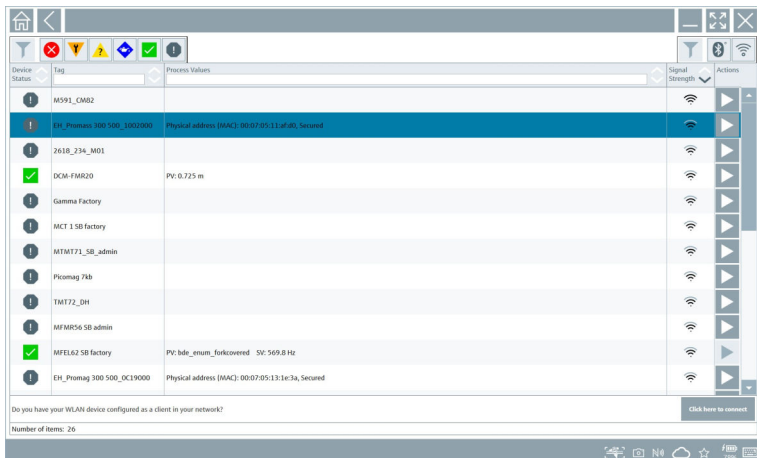 Device Status
Tag
Process Values
Signal Strength
Actions
M591_CM82
EH_Promass 300 500_1002000 Physical address (MAC): 00:07:05:11:af:d0, Secured
2618_234_M01
DCM-FMR20 PV: 0.725 m
Gamma Factory
MCT 1 SB factory
MTMT71_SB_admin
Picomag 7kb
TMT72_DH
MFMR56 SB admin
MFEL62 SB factory PV: bde_enum_forkcovered SV: 569.8 Hz
EH_Promag 300 500_0C19000 Physical address (MAC): 00:07:05:13:1e:3a, Secured
Do you have your WLAN device configured as a client in your network? Click here to connect
Number of items: 26